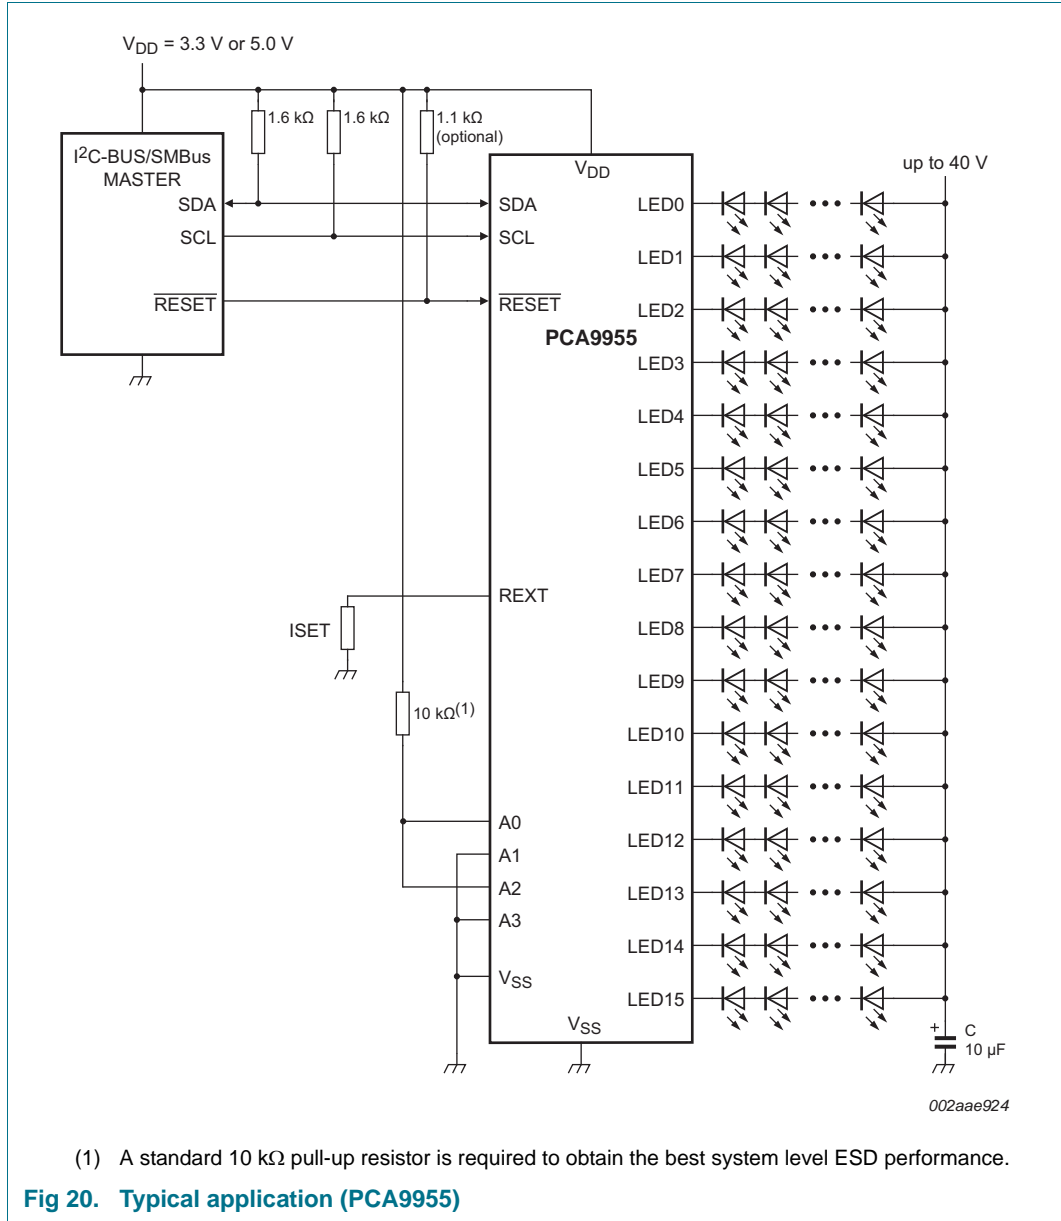 VDD = 3.3 V or 5.0 V
1.6 kΩ
1.6 kΩ
1.1 kΩ
(optional)
I2C-BUS/SMBus
MASTER
SDA
SCL
RESET
VDD
SDA
SCL
RESET
PCA9955
REXT
ISET
10 kΩ(1)
A0
A1
A2
A3
VSS
VSS
LED0
LED1
LED2
LED3
LED4
LED5
LED6
LED7
LED8
LED9
LED10
LED11
LED12
LED13
LED14
LED15
up to 40 V
+
C
10 µF
002aae924
(1) A standard 10 kΩ pull-up resistor is required to obtain the best system level ESD performance.
Fig 20. Typical application (PCA9955)